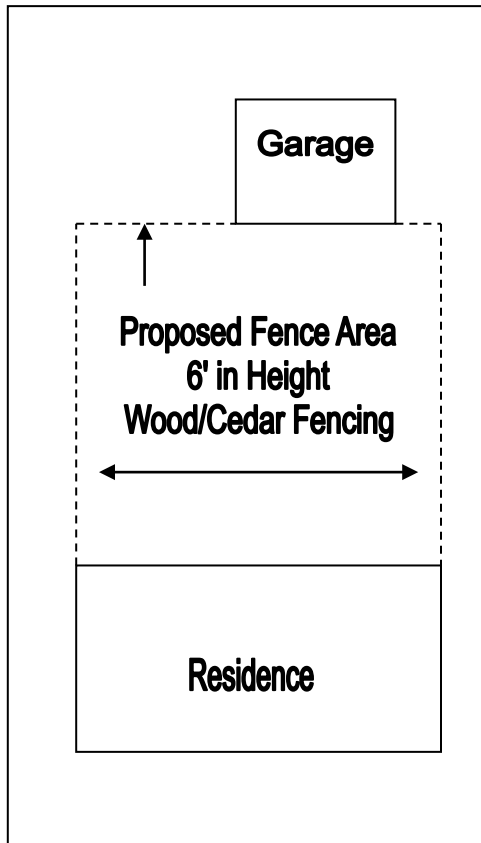 Garage
Proposed Fence Area
6' in Height
Wood/Cedar Fencing
Residence